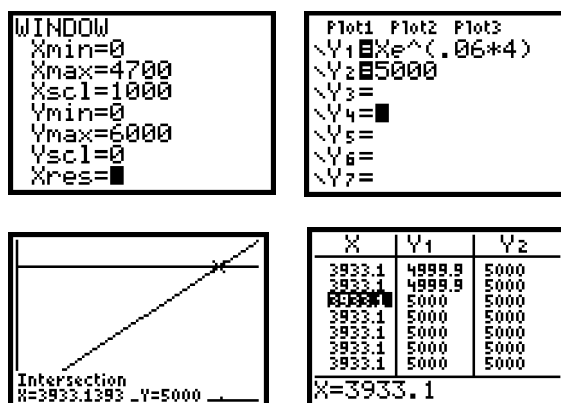 WINDOW
Xmin=0
Xmax=4700
Xscl=1000
Ymin=0
Ymax=6000
Yscl=0
Xres=
Plot1 Plot2 Plot3
\Y1=Xe^(.06*4)
\Y2=5000
\Y3=
\Y4=
\Y5=
\Y6=
\Y7=
Intersection
X=3933.1393 Y=5000
X Y1 Y2
3933.1 4999.9 5000
3933.1 4999.9 5000
3933.1 5000 5000
3933.1 5000 5000
3933.1 5000 5000
3933.1 5000 5000
3933.1 5000 5000
X=3933.1